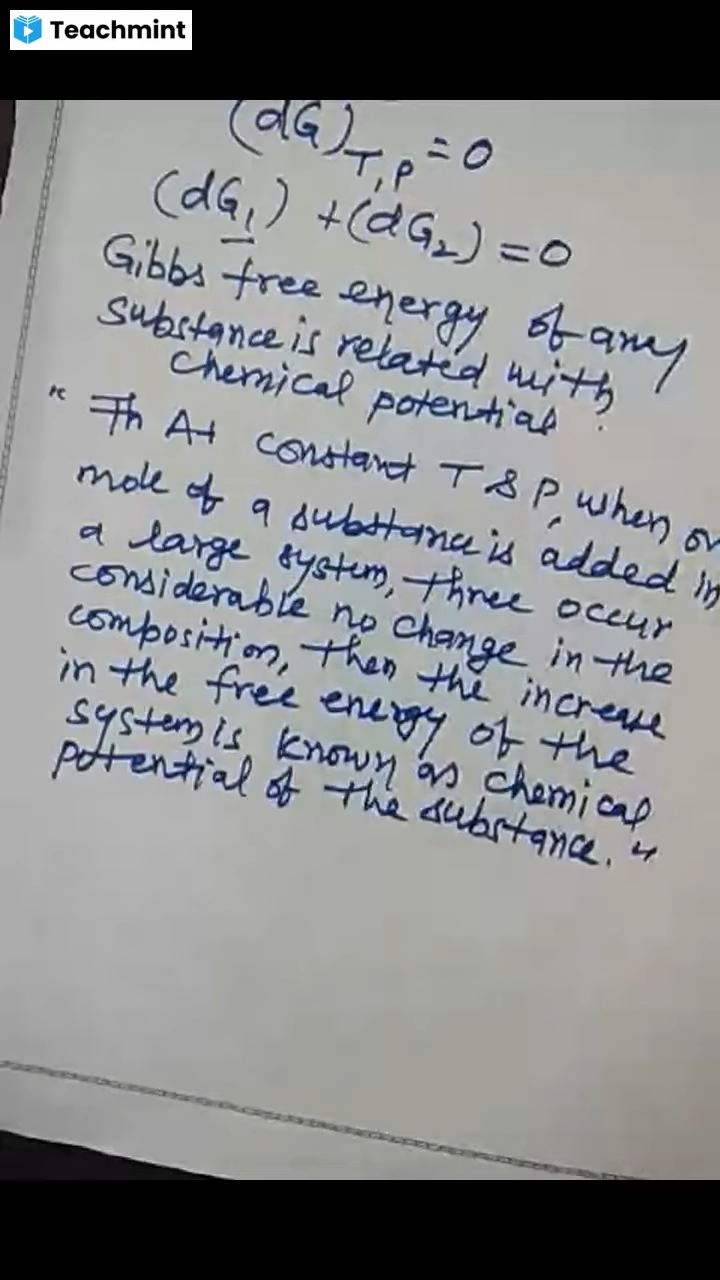 Teachmint
(dG)T,P = 0
(dG₁) + (dG₂) = 0
Gibbs free energy of any
substance is related with
chemical potential.
" At constant T & P, when
mole of a substance is added in
a large system, three occur
considerable no change in the
composition, then the increase
in the free energy of the
system is known as chemical
potential of the substance. "